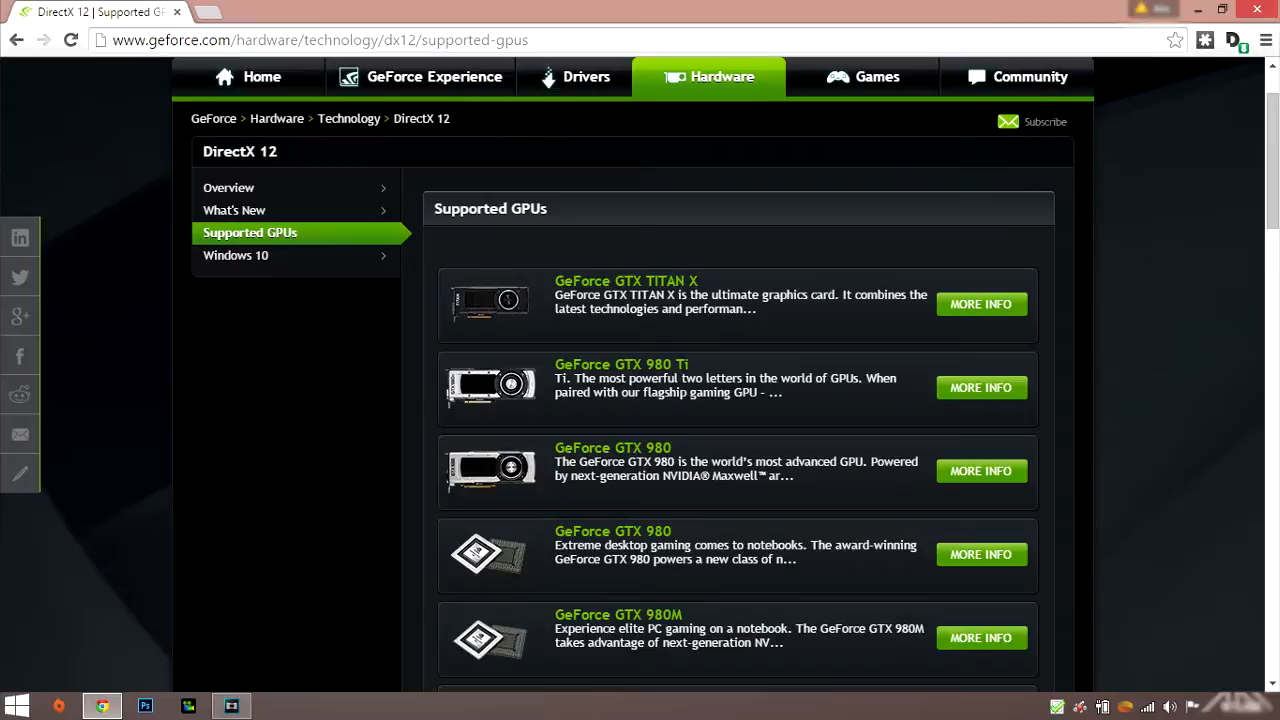 DirectX 12 | Supported GP
www.geforce.com/hardware/technology/dx12/supported-gpus
Home
GeForce Experience
Drivers
Hardware
Games
Community
GeForce > Hardware > Technology > DirectX 12
Subscribe
DirectX 12
Overview
What's New
Supported GPUs
Windows 10
Supported GPUs
GeForce GTX TITAN X
GeForce GTX TITAN X is the ultimate graphics card. It combines the
latest technologies and performan...
MORE INFO
GeForce GTX 980 Ti
Ti. The most powerful two letters in the world of GPUs. When
paired with our flagship gaming GPU - ...
MORE INFO
GeForce GTX 980
The GeForce GTX 980 is the world's most advanced GPU. Powered
by next-generation NVIDIA® Maxwell™ ar...
MORE INFO
GeForce GTX 980
Extreme desktop gaming comes to notebooks. The award-winning
GeForce GTX 980 powers a new class of n...
MORE INFO
GeForce GTX 980M
Experience elite PC gaming on a notebook. The GeForce GTX 980M
takes advantage of next-generation NV...
MORE INFO